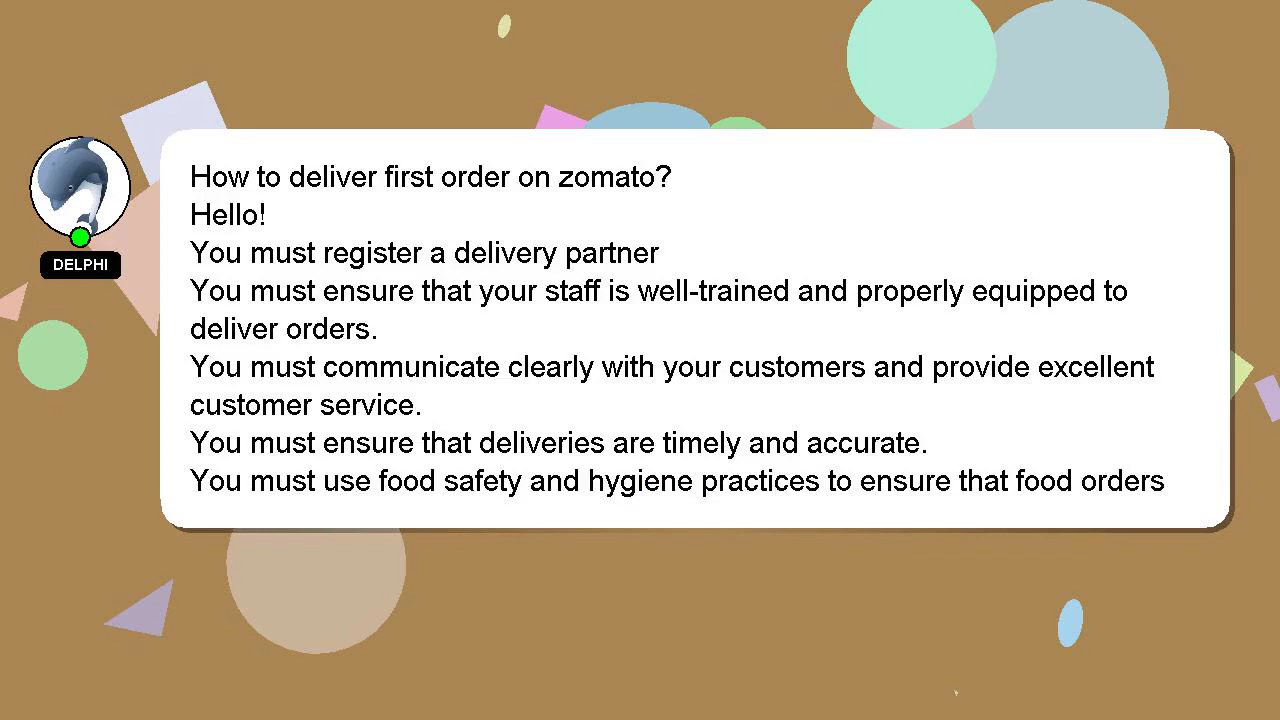 DELPHI
How to deliver first order on zomato?
Hello!
You must register a delivery partner
You must ensure that your staff is well-trained and properly equipped to
deliver orders.
You must communicate clearly with your customers and provide excellent
customer service.
You must ensure that deliveries are timely and accurate.
You must use food safety and hygiene practices to ensure that food orders